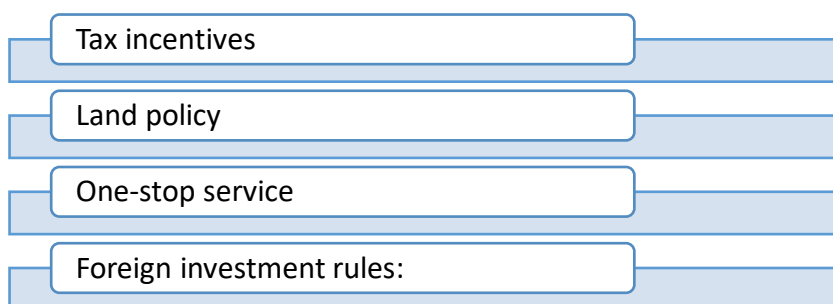 Tax incentives
Land policy
One-stop service
Foreign investment rules: